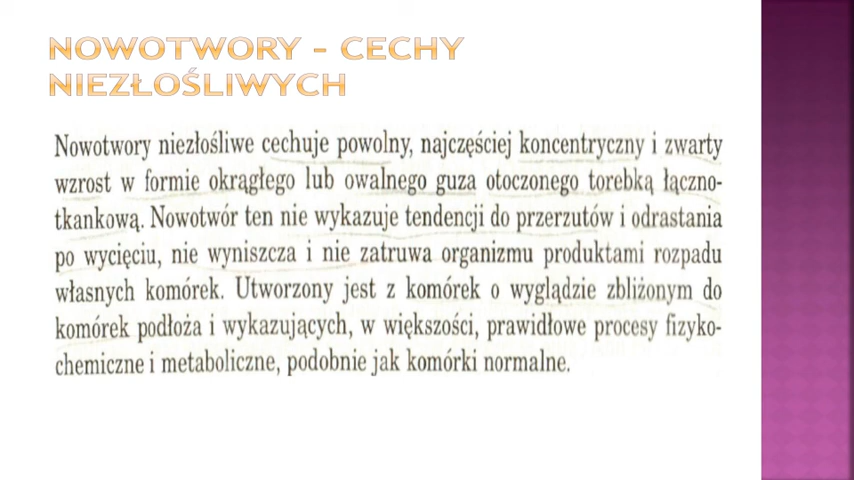 NOWOTWORY – CECHY
NIEZŁOŚLIWYCH
Nowotwory niezłośliwe cechuje powolny, najczęściej koncentryczny i zwarty
wzrost w formie okrągłego lub owalnego guza otoczonego torebką łączno-
tkankową. Nowotwór ten nie wykazuje tendencji do przerzutów i odrastania
po wycięciu, nie wyniszcza i nie zatruwa organizmu produktami rozpadu
własnych komórek. Utworzony jest z komórek o wyglądzie zbliżonym do
komórek podłoża i wykazujących, w większości, prawidłowe procesy fizyko-
chemiczne i metaboliczne, podobnie jak komórki normalne.